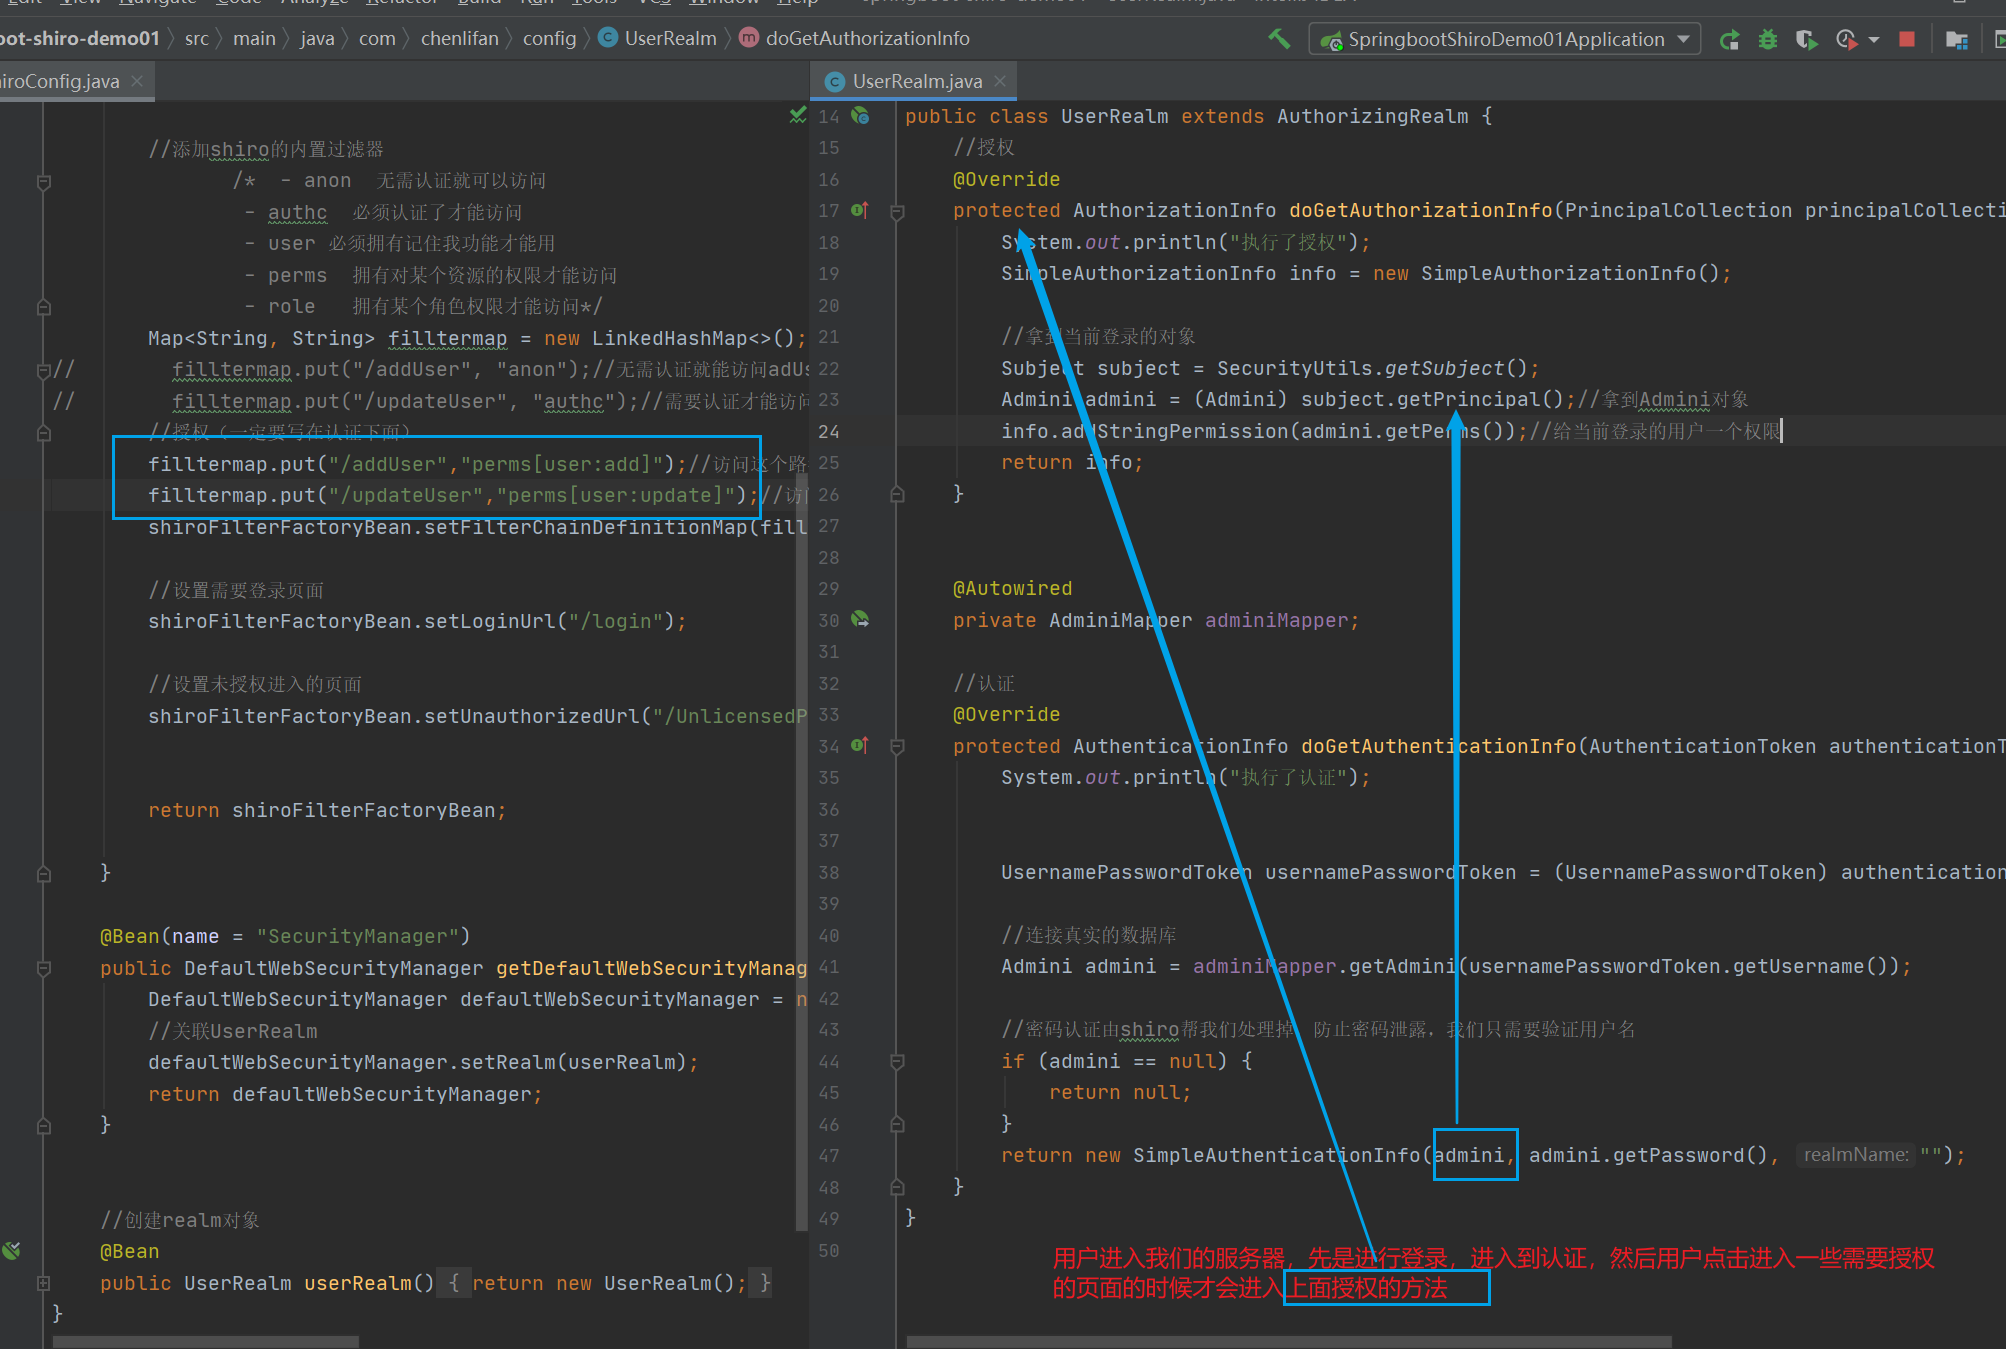 Edit View Navigate Code Analyze Refactor Build Run Tools VCS Window Help
oot-shiro-demo01 src main java com chenlifan config UserRealm doGetAuthorizationInfo SpringbootShiroDemo01Application
hiroConfig.java
//添加shiro的内置过滤器
/* - anon 无需认证就可以访问
- authc 必须认证了才能访问
- user 必须拥有记住我功能才能用
- perms 拥有对某个资源的权限才能访问
- role 拥有某个角色权限才能访问*/
Map<String, String> filltermap = new LinkedHashMap<>();
// filltermap.put("/addUser", "anon");//无需认证就能访问adUs
// filltermap.put("/updateUser", "authc");//需要认证才能访问
//授权（一定要写在认证下面）
filltermap.put("/addUser","perms[user:add]");//访问这个路
filltermap.put("/updateUser","perms[user:update]");//访
shiroFilterFactoryBean.setFilterChainDefinitionMap(fill
//设置需要登录页面
shiroFilterFactoryBean.setLoginUrl("/login");
//设置未授权进入的页面
shiroFilterFactoryBean.setUnauthorizedUrl("/UnlicensedP
return shiroFilterFactoryBean;
}
@Bean(name = "SecurityManager")
public DefaultWebSecurityManager getDefaultWebSecurityManag
DefaultWebSecurityManager defaultWebSecurityManager = n
//关联UserRealm
defaultWebSecurityManager.setRealm(userRealm);
return defaultWebSecurityManager;
}
//创建realm对象
@Bean
public UserRealm userRealm() { return new UserRealm(); }
}
UserRealm.java
14 public class UserRealm extends AuthorizingRealm {
15 //授权
16 @Override
17 protected AuthorizationInfo doGetAuthorizationInfo(PrincipalCollection principalCollecti
18 System.out.println("执行了授权");
19 SimpleAuthorizationInfo info = new SimpleAuthorizationInfo();
20
21 //拿到当前登录的对象
22 Subject subject = SecurityUtils.getSubject();
23 Admini admini = (Admini) subject.getPrincipal();//拿到Admini对象
24 info.addStringPermission(admini.getPerms());//给当前登录的用户一个权限
25 return info;
26 }
27
28
29 @Autowired
30 private AdminiMapper adminiMapper;
31
32 //认证
33 @Override
34 protected AuthenticationInfo doGetAuthenticationInfo(AuthenticationToken authenticationT
35 System.out.println("执行了认证");
36
37
38 UsernamePasswordToken usernamePasswordToken = (UsernamePasswordToken) authentication
39
40 //连接真实的数据库
41 Admini admini = adminiMapper.getAdmini(usernamePasswordToken.getUsername());
42
43 //密码认证由shiro帮我们处理掉 防止密码泄露，我们只需要验证用户名
44 if (admini == null) {
45 return null;
46 }
47 return new SimpleAuthenticationInfo(admini, admini.getPassword(), realmName: "");
48 }
49 }
50
用户进入我们的服务器，先是进行登录，进入到认证，然后用户点击进入一些需要授权
的页面的时候才会进入上面授权的方法